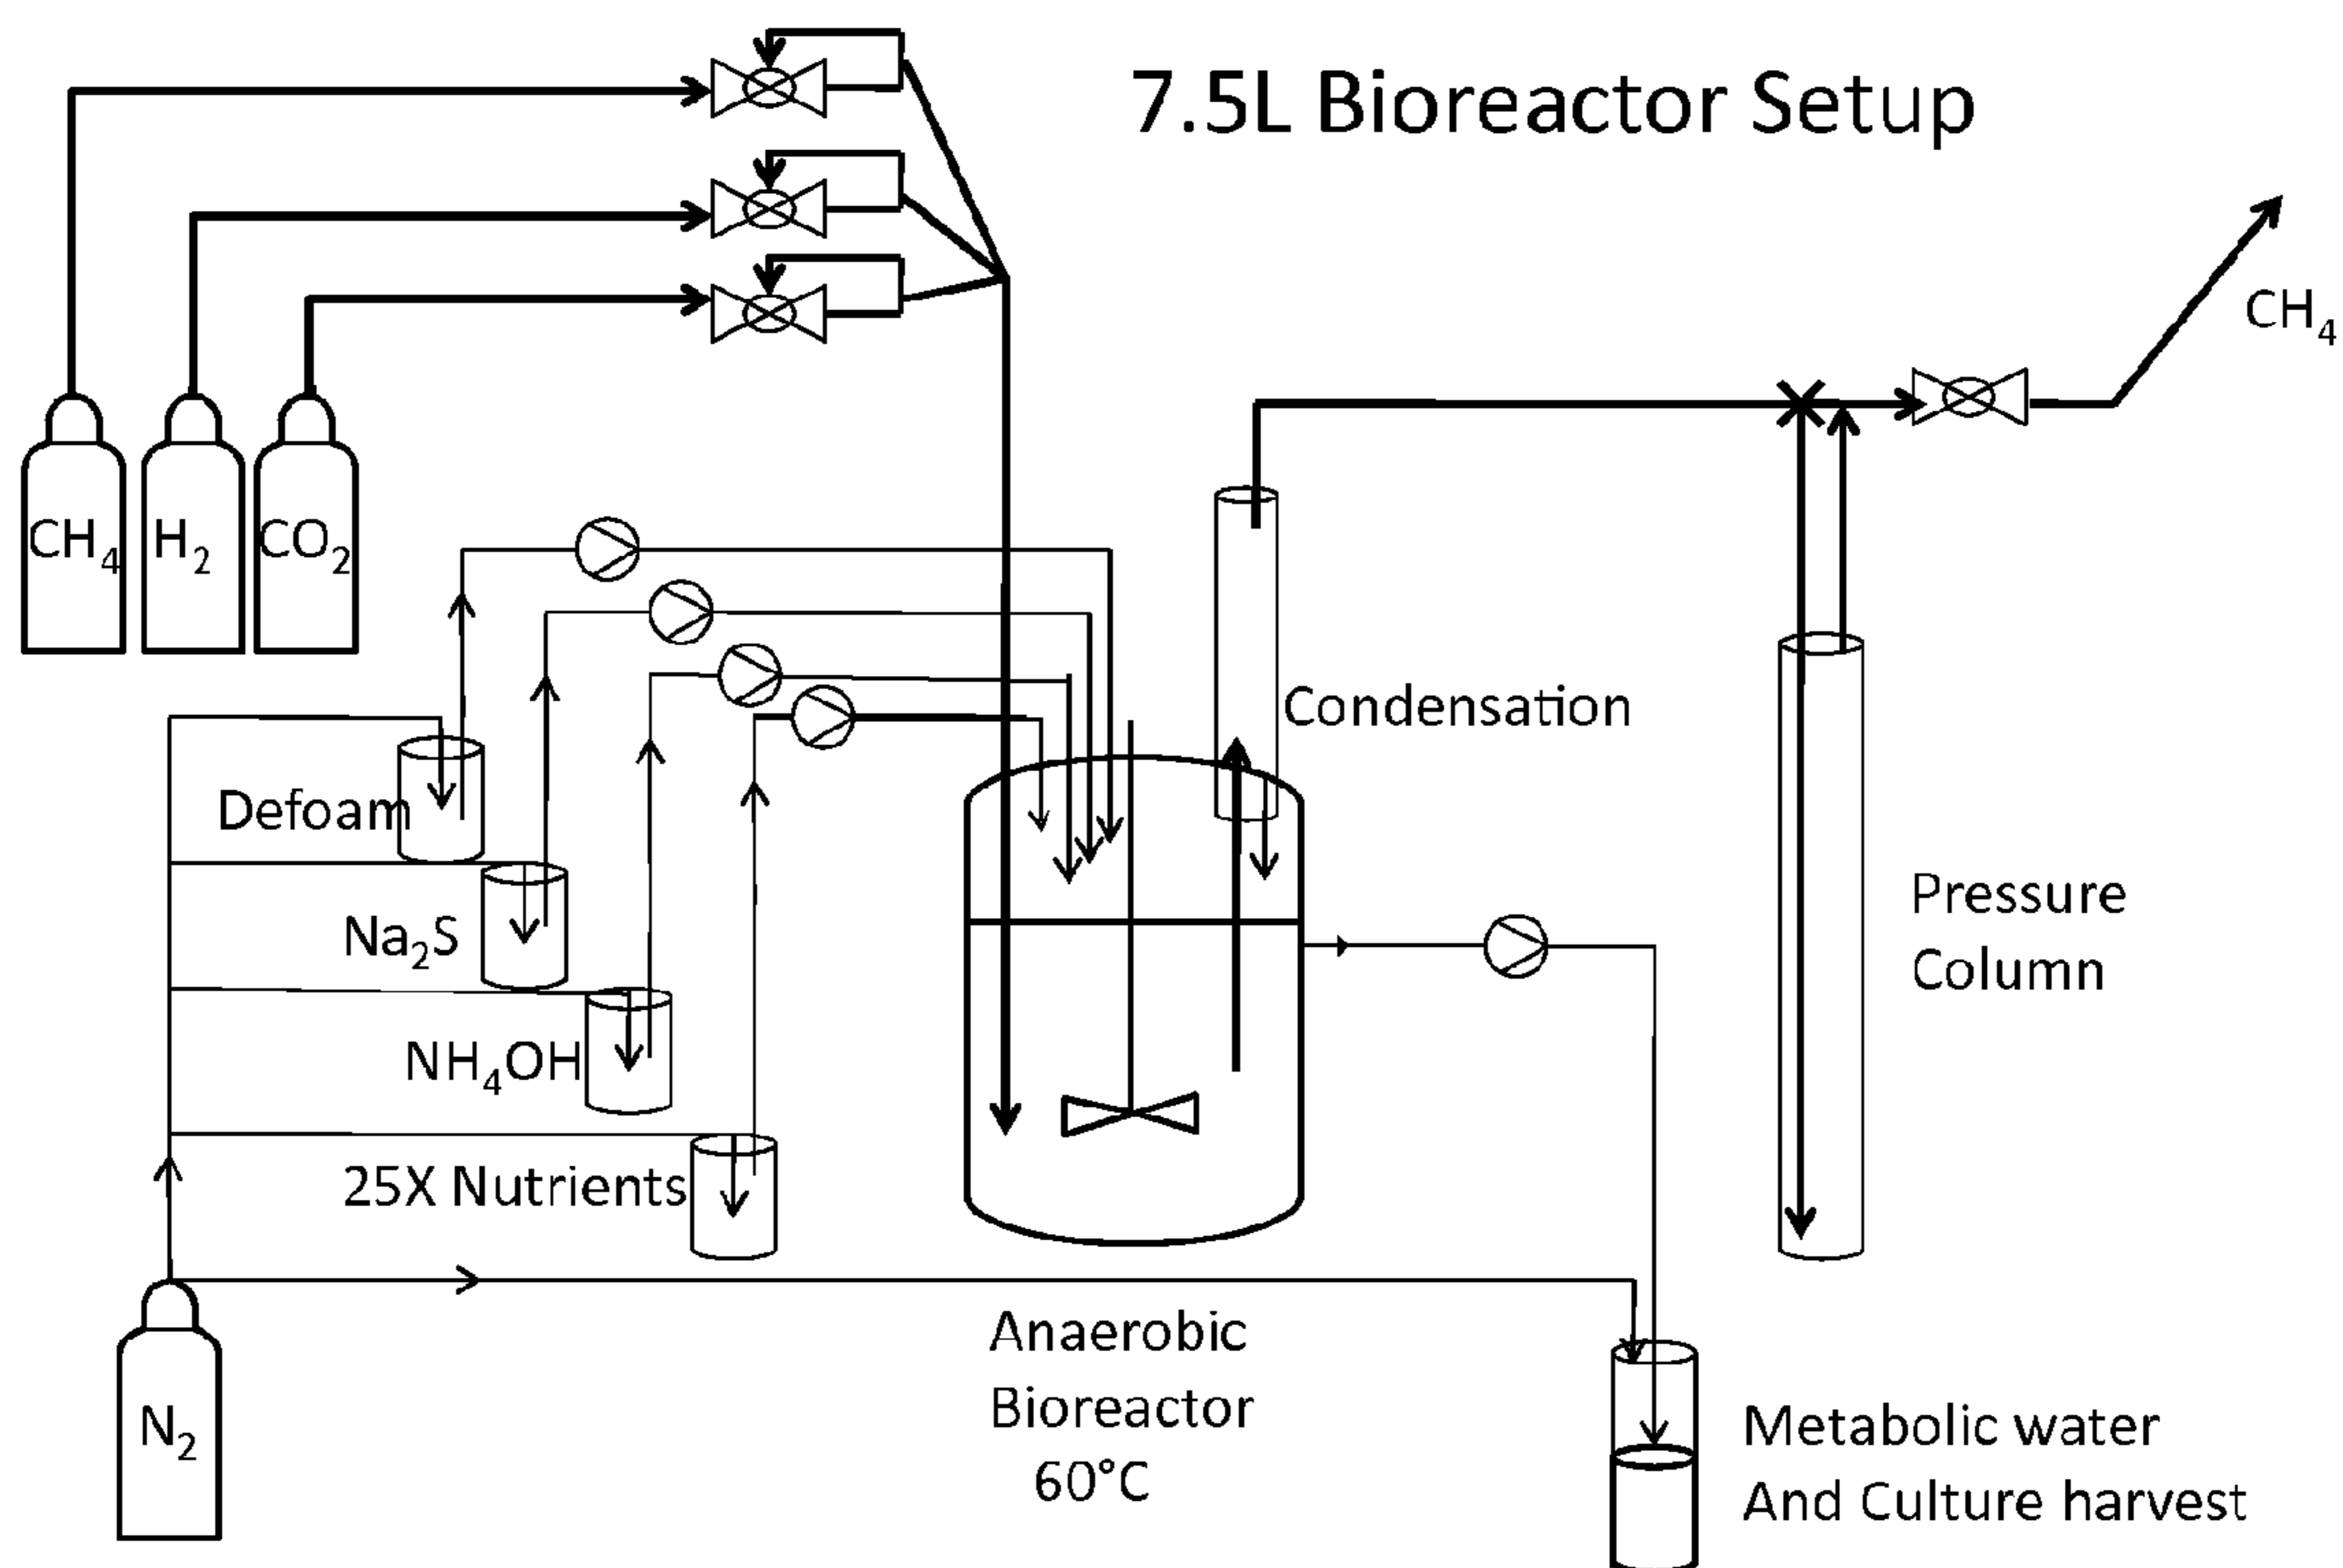 7.5L Bioreactor Setup
CH₄
CH₄
H₂
CO₂
Condensation
Defoam
Na₂S
Pressure
Column
NH₄OH
25X Nutrients
Anaerobic
Bioreactor
60°C
N₂
Metabolic water
And Culture harvest